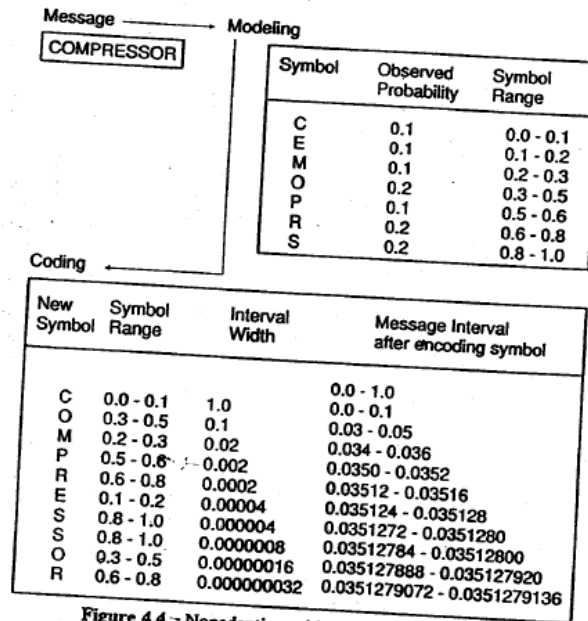 Message Modeling
COMPRESSOR
Symbol Observed Probability Symbol Range
C 0.1 0.0 - 0.1
E 0.1 0.1 - 0.2
M 0.1 0.2 - 0.3
O 0.2 0.3 - 0.5
P 0.1 0.5 - 0.6
R 0.2 0.6 - 0.8
S 0.2 0.8 - 1.0
Coding
New Symbol Symbol Range Interval Width Message Interval after encoding symbol
0.0 - 1.0
C 0.0 - 0.1 1.0 0.0 - 0.1
O 0.3 - 0.5 0.1 0.03 - 0.05
M 0.2 - 0.3 0.02 0.034 - 0.036
P 0.5 - 0.6 0.002 0.0350 - 0.0352
R 0.6 - 0.8 0.0002 0.03512 - 0.03516
E 0.1 - 0.2 0.00004 0.035124 - 0.035128
S 0.8 - 1.0 0.000004 0.0351272 - 0.0351280
S 0.8 - 1.0 0.0000008 0.03512784 - 0.03512800
O 0.3 - 0.5 0.00000016 0.035127888 - 0.035127920
R 0.6 - 0.8 0.000000032 0.0351279072 - 0.0351279136
Figure 4.4 -